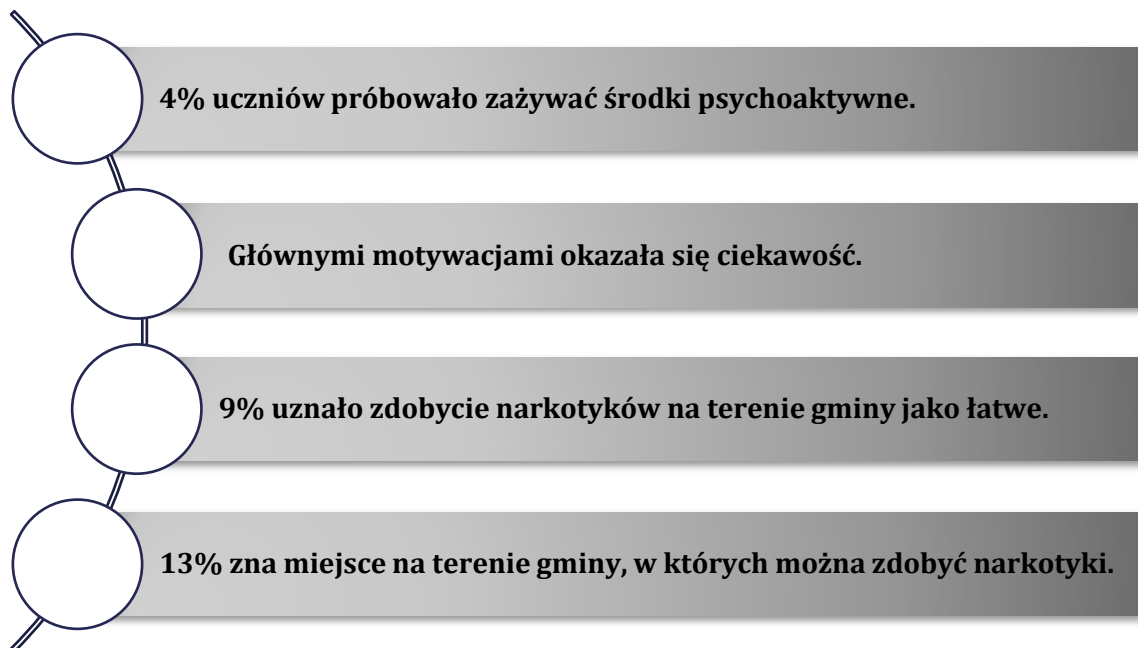 4% uczniów próbowało zażywać środki psychoaktywne.
Głównymi motywacjami okazała się ciekawość.
9% uznało zdobycie narkotyków na terenie gminy jako łatwe.
13% zna miejsce na terenie gminy, w których można zdobyć narkotyki.